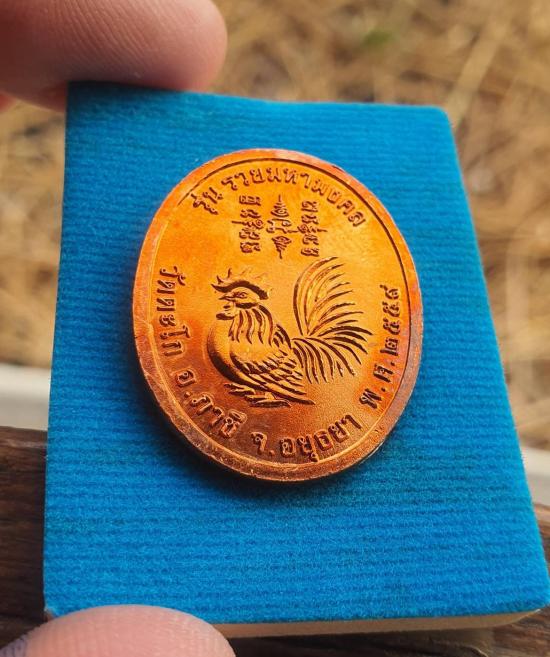 รุ่น รวยมหามงคล
วัดตะโก อ.ภาชี จ.อยุธยา พ.ศ.๒๕๕๙